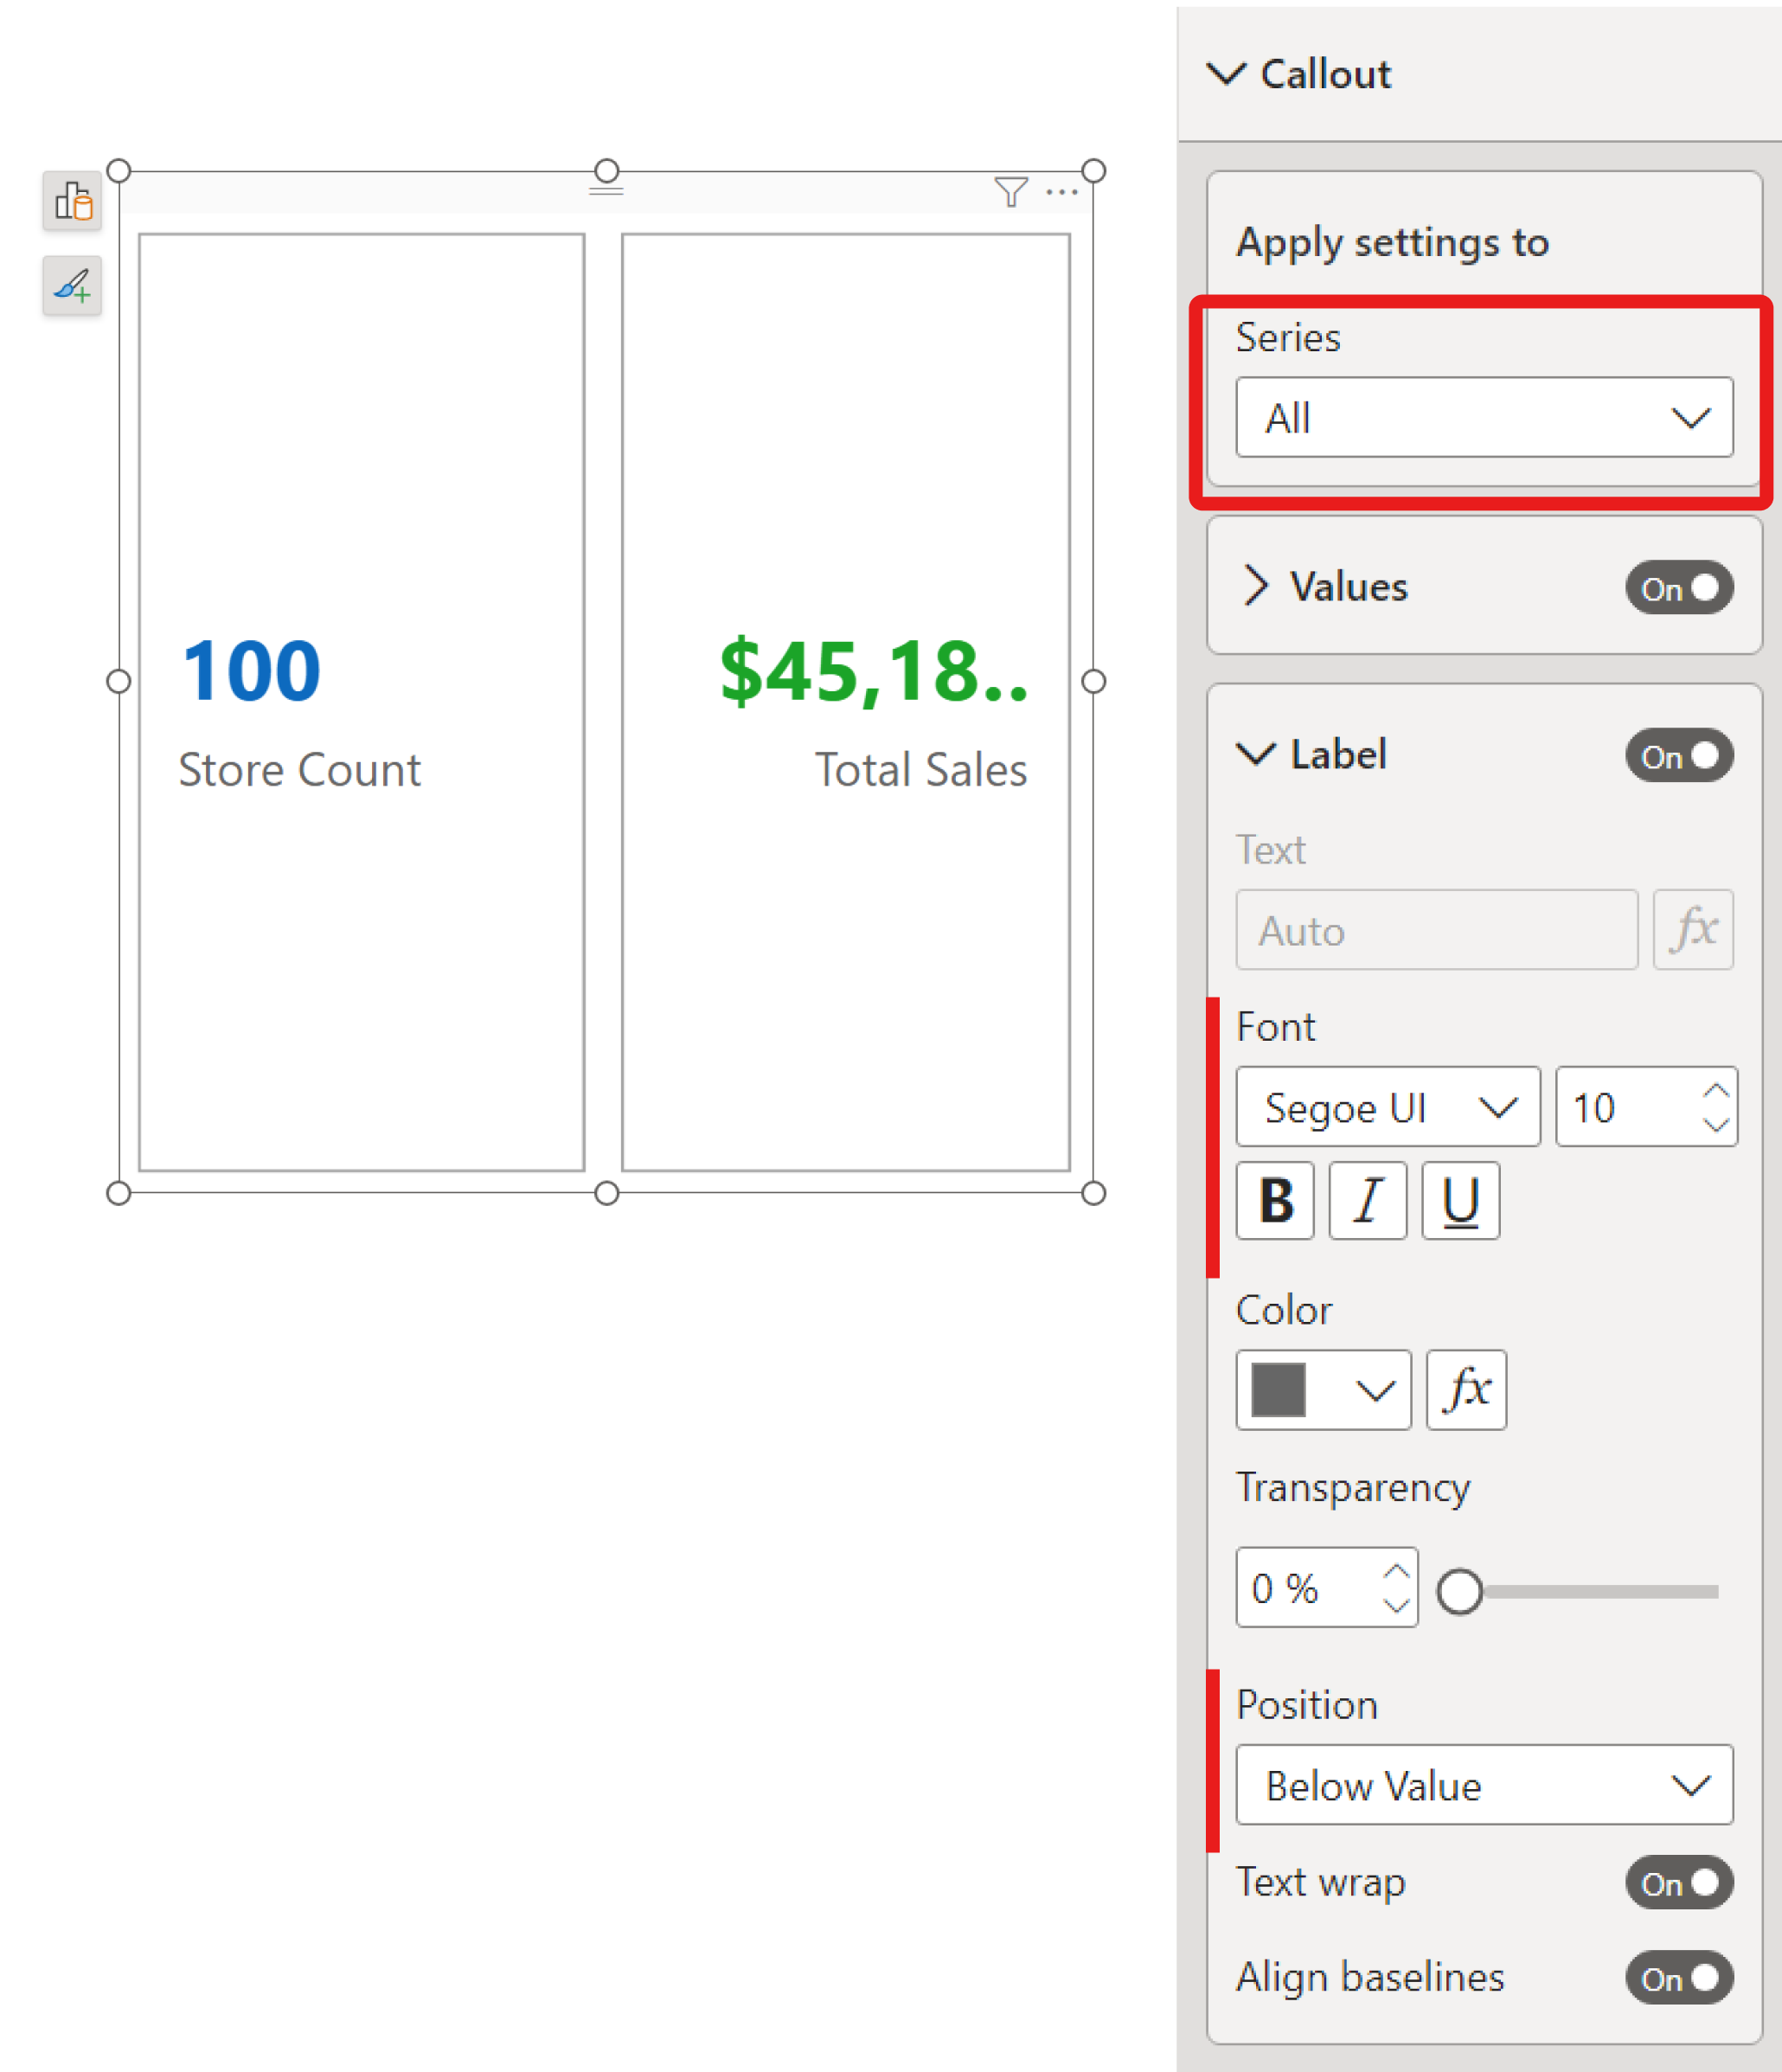 100
Store Count
$45,18..
Total Sales
Callout
Apply settings to
Series
All
Values On
Label On
Text
Auto fx
Font
Segoe UI 10
B I U
Color
fx
Transparency
0 %
Position
Below Value
Text wrap On
Align baselines On